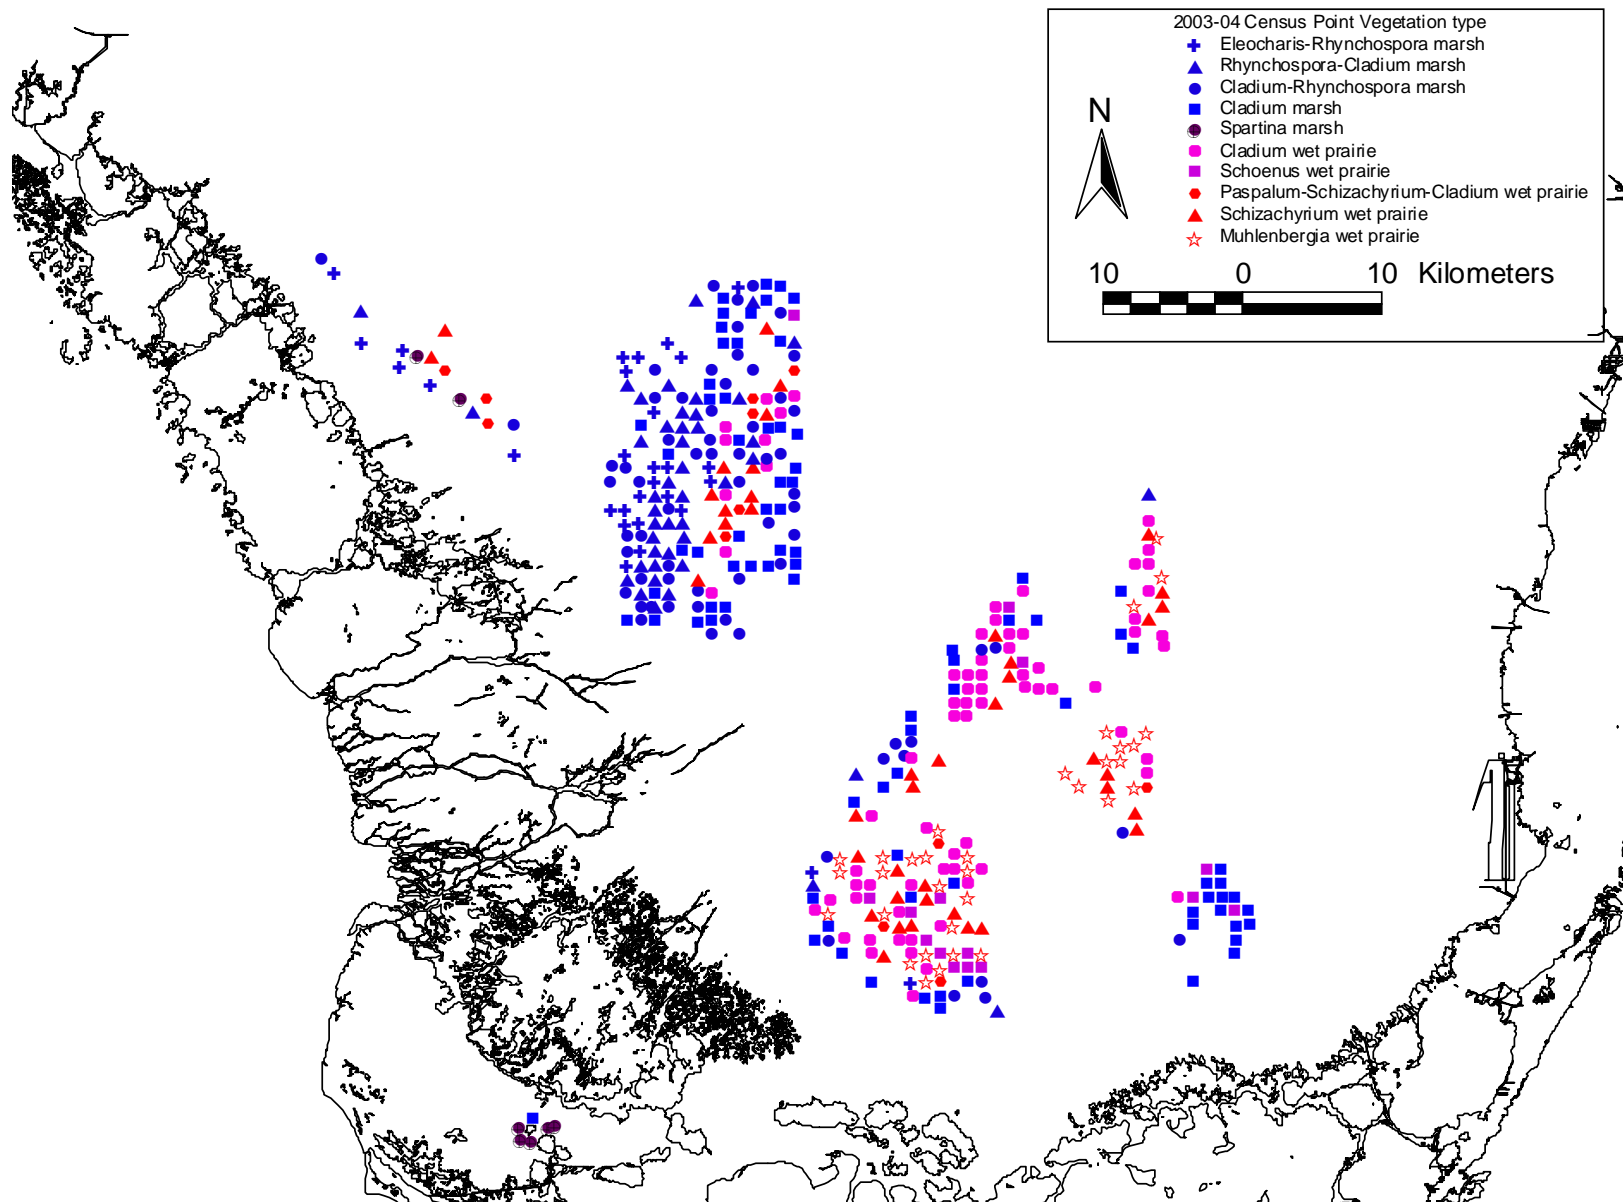 2003-04 Census Point Vegetation type
Eleocharis-Rhynchospora marsh
Rhynchospora-Cladium marsh
Cladium-Rhynchospora marsh
Cladium marsh
Spartina marsh
Cladium wet prairie
Schoenus wet prairie
Paspalum-Schizachyrium-Cladium wet prairie
Schizachyrium wet prairie
Muhlenbergia wet prairie
N
10 0 10 Kilometers